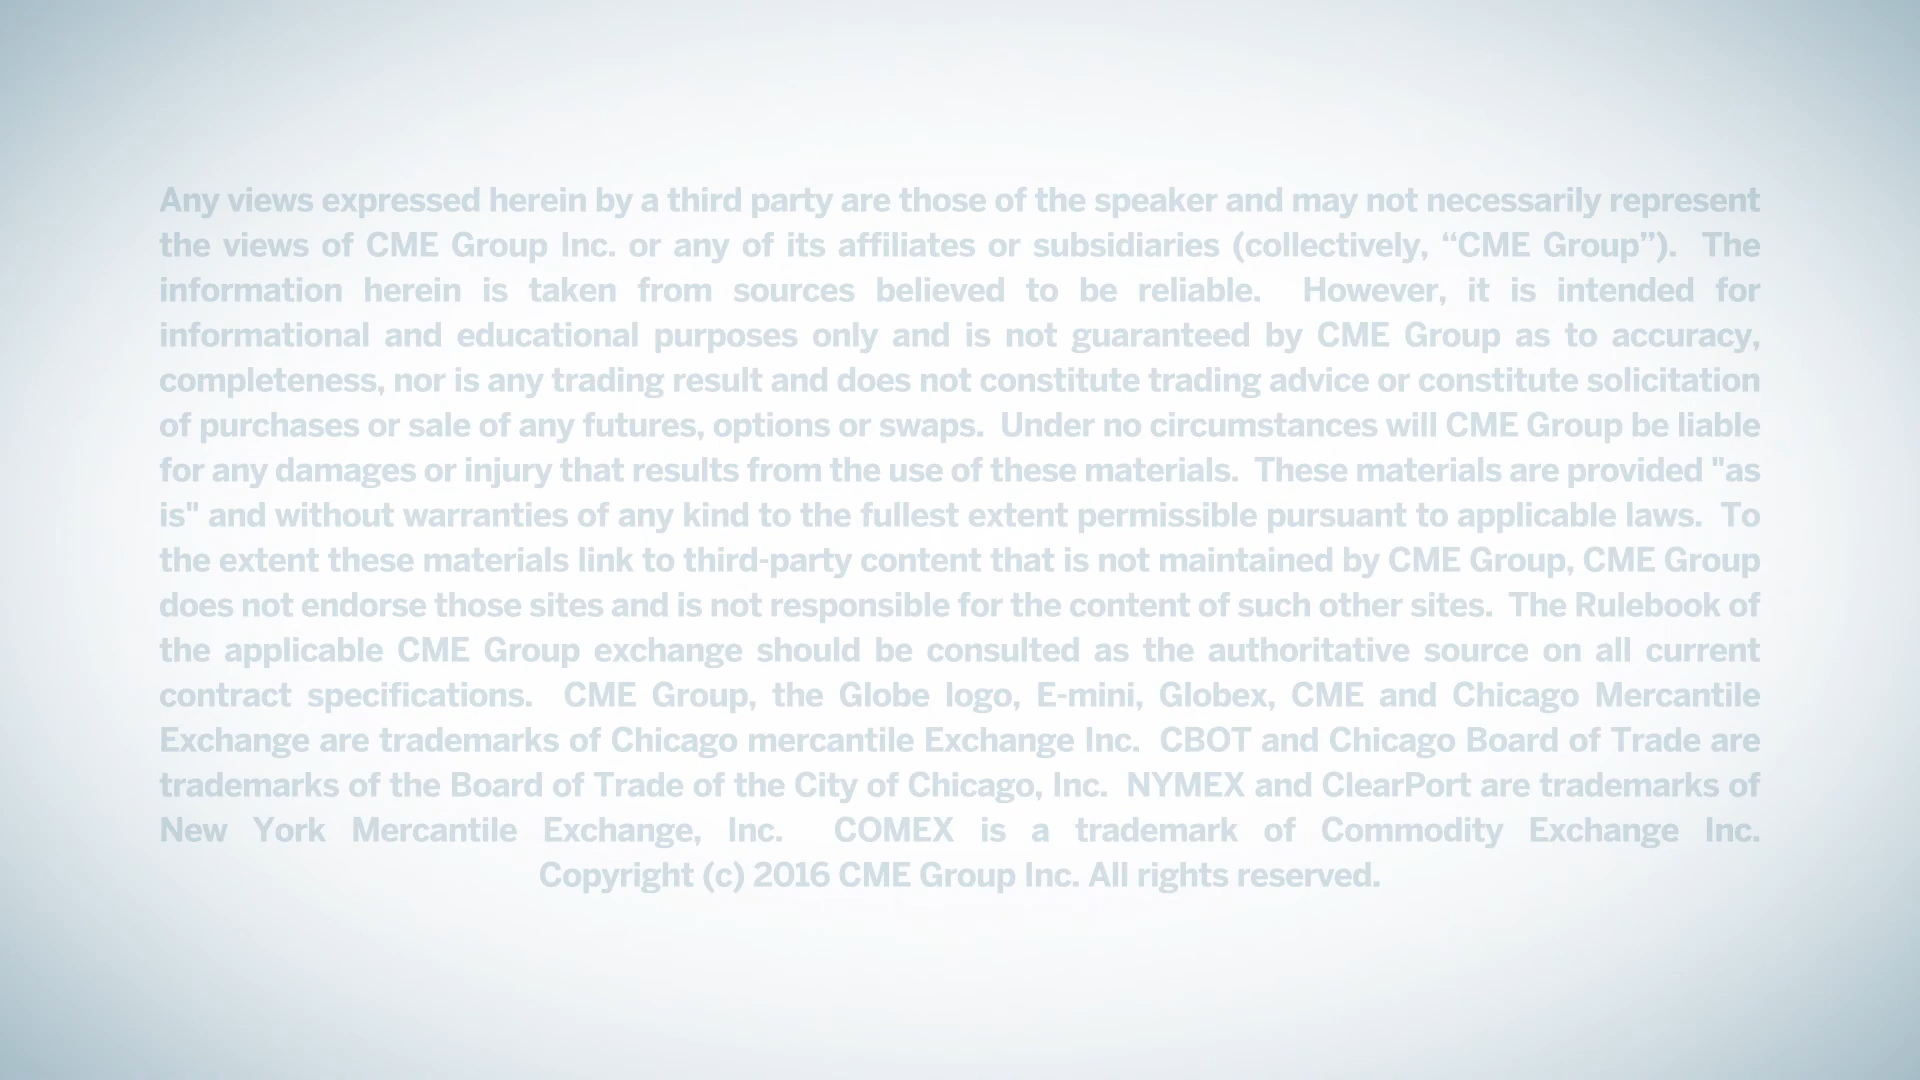 Any views expressed herein by a third party are those of the speaker and may not necessarily represent
the views of CME Group Inc. or any of its affiliates or subsidiaries (collectively, “CME Group”).  The
information herein is taken from sources believed to be reliable.  However, it is intended for
informational and educational purposes only and is not guaranteed by CME Group as to accuracy,
completeness, nor is any trading result and does not constitute trading advice or constitute solicitation
of purchases or sale of any futures, options or swaps.  Under no circumstances will CME Group be liable
for any damages or injury that results from the use of these materials.  These materials are provided "as
is" and without warranties of any kind to the fullest extent permissible pursuant to applicable laws.  To
the extent these materials link to third-party content that is not maintained by CME Group, CME Group
does not endorse those sites and is not responsible for the content of such other sites.  The Rulebook of
the applicable CME Group exchange should be consulted as the authoritative source on all current
contract specifications.  CME Group, the Globe logo, E-mini, Globex, CME and Chicago Mercantile
Exchange are trademarks of Chicago mercantile Exchange Inc.  CBOT and Chicago Board of Trade are
trademarks of the Board of Trade of the City of Chicago, Inc.  NYMEX and ClearPort are trademarks of
New York Mercantile Exchange, Inc.  COMEX is a trademark of Commodity Exchange Inc.
Copyright (c) 2016 CME Group Inc. All rights reserved.